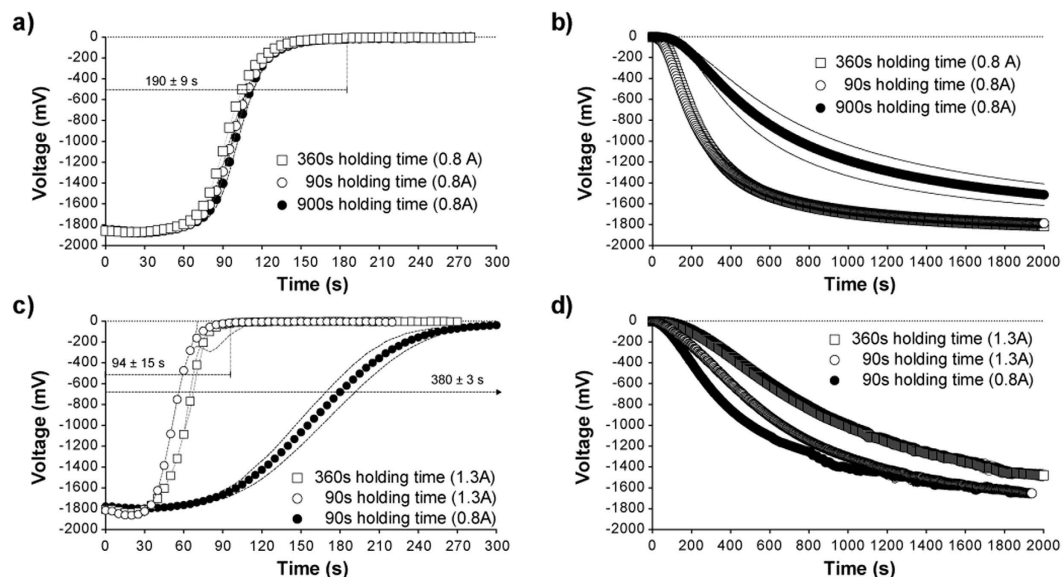 a)
Voltage (mV)
0
-200
-400
-600
-800
-1000
-1200
-1400
-1600
-1800
-2000
190 ± 9 s
360s holding time (0.8 A)
90s holding time (0.8A)
900s holding time (0.8A)
0 30 60 90 120 150 180 210 240 270 300
Time (s)
b)
Voltage (mV)
0
-200
-400
-600
-800
-1000
-1200
-1400
-1600
-1800
-2000
360s holding time (0.8 A)
90s holding time (0.8A)
900s holding time (0.8A)
0 200 400 600 800 1000 1200 1400 1600 1800 2000
Time (s)
c)
Voltage (mV)
0
-200
-400
-600
-800
-1000
-1200
-1400
-1600
-1800
-2000
94 ± 15 s
380 ± 3 s
360s holding time (1.3A)
90s holding time (1.3A)
90s holding time (0.8A)
0 30 60 90 120 150 180 210 240 270 300
Time (s)
d)
Voltage (mV)
0
-200
-400
-600
-800
-1000
-1200
-1400
-1600
-1800
-2000
360s holding time (1.3A)
90s holding time (1.3A)
90s holding time (0.8A)
0 200 400 600 800 1000 1200 1400 1600 1800 2000
Time (s)